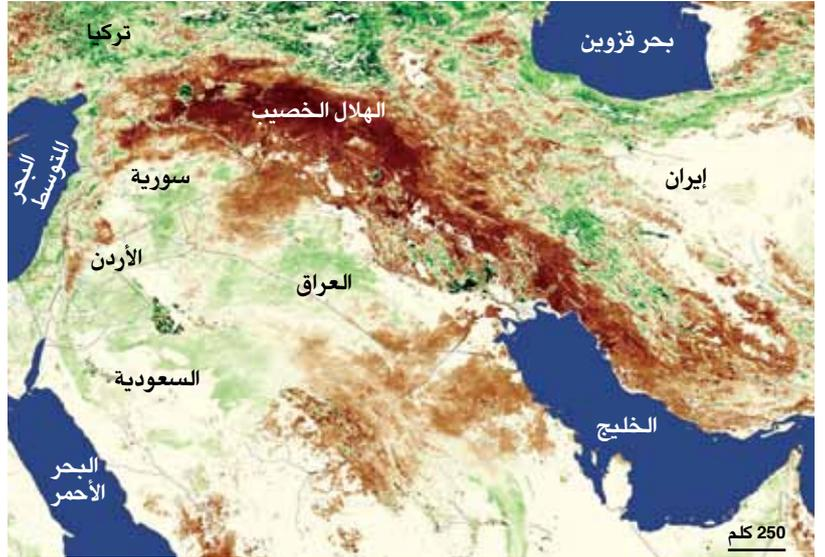 تركيا
بحر قزوين
الهلال الخصيب
البحر
المتوسط
سورية
إيران
الأردن
العراق
السعودية
الخليج
البحر
الأحمر
250 كلم